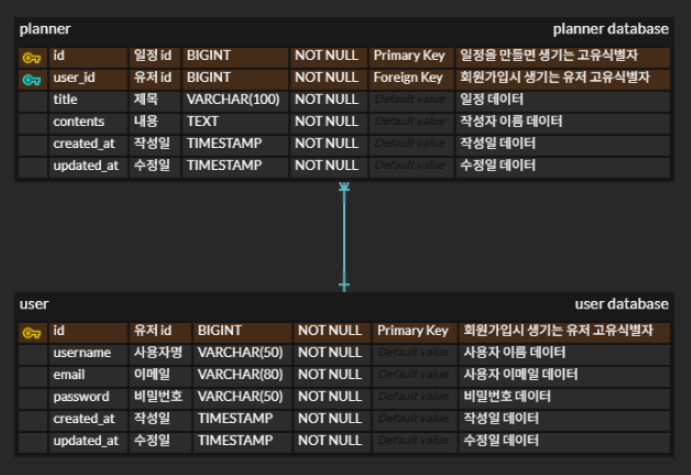 planner planner database
id 일정 id BIGINT NOT NULL Primary Key 일정을 만들면 생기는 고유식별자
user_id 유저 id BIGINT NOT NULL Foreign Key 회원가입시 생기는 유저 고유식별자
title 제목 VARCHAR(100) NOT NULL Default value 일정 데이터
contents 내용 TEXT NOT NULL Default value 작성자 이름 데이터
created_at 작성일 TIMESTAMP NOT NULL Default value 작성일 데이터
updated_at 수정일 TIMESTAMP NOT NULL Default value 수정일 데이터
user user database
id 유저 id BIGINT NOT NULL Primary Key 회원가입시 생기는 유저 고유식별자
username 사용자명 VARCHAR(50) NOT NULL Default value 사용자 이름 데이터
email 이메일 VARCHAR(80) NOT NULL Default value 사용자 이메일 데이터
password 비밀번호 VARCHAR(50) NOT NULL Default value 비밀번호 데이터
created_at 작성일 TIMESTAMP NOT NULL Default value 작성일 데이터
updated_at 수정일 TIMESTAMP NOT NULL Default value 수정일 데이터